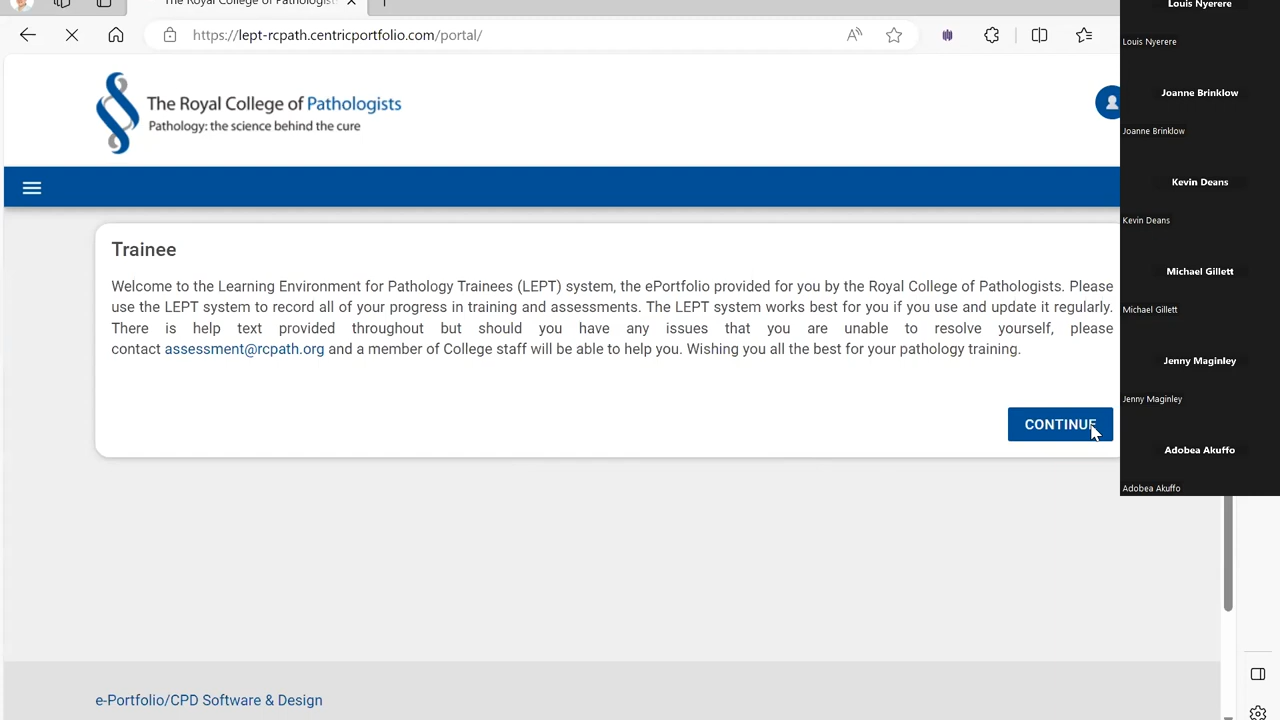 The Royal College of Pathologist
https://lept-rcpath.centricportfolio.com/portal/
The Royal College of Pathologists
Pathology: the science behind the cure
Trainee
Welcome to the Learning Environment for Pathology Trainees (LEPT) system, the ePortfolio provided for you by the Royal College of Pathologists. Please
use the LEPT system to record all of your progress in training and assessments. The LEPT system works best for you if you use and update it regularly.
There is help text provided throughout but should you have any issues that you are unable to resolve yourself, please
contact assessment@rcpath.org and a member of College staff will be able to help you. Wishing you all the best for your pathology training.
CONTINUE
e-Portfolio/CPD Software & Design
Louis Nyerere
Louis Nyerere
Joanne Brinklow
Joanne Brinklow
Kevin Deans
Kevin Deans
Michael Gillett
Michael Gillett
Jenny Maginley
Jenny Maginley
Adobea Akuffo
Adobea Akuffo